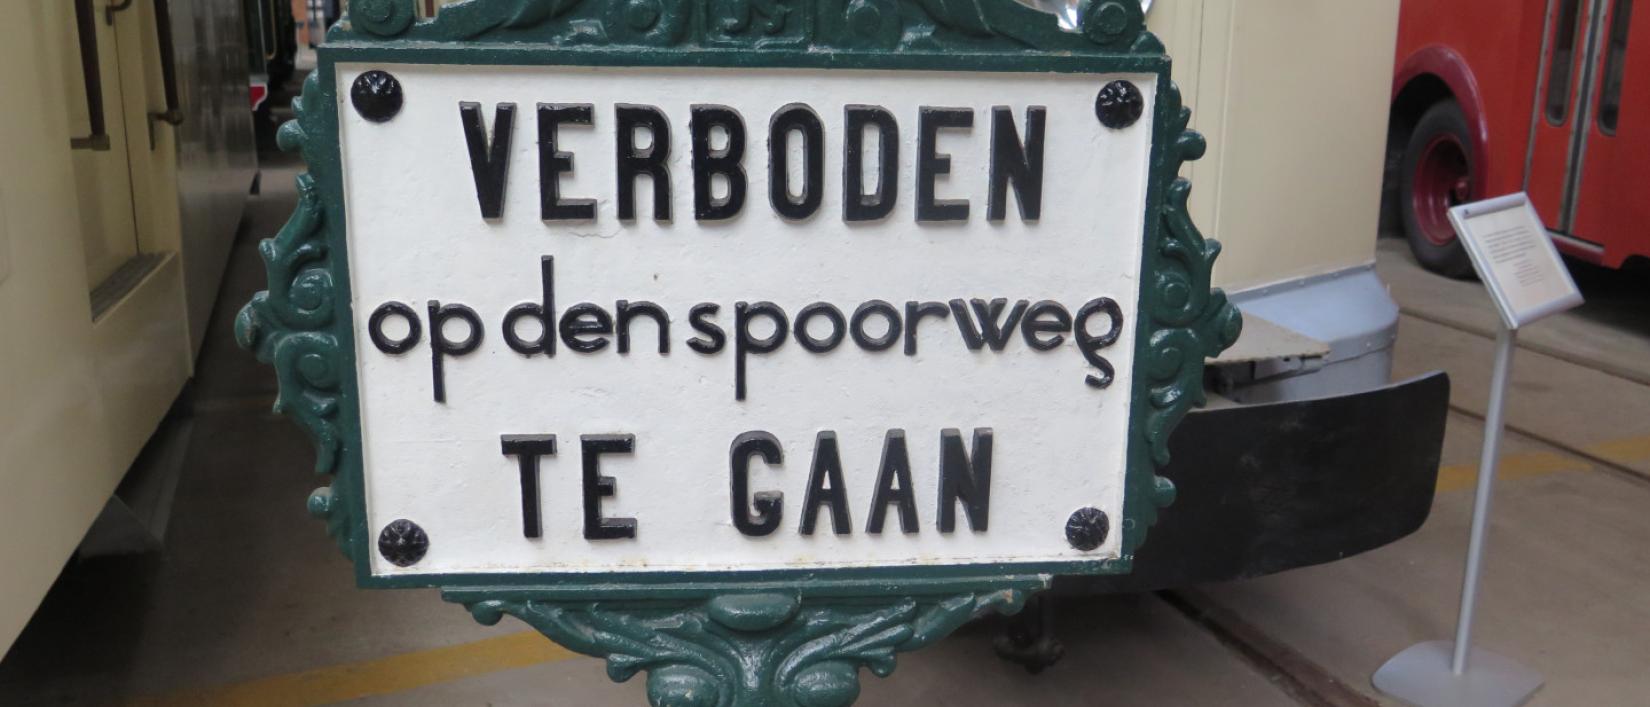 VERBODEN
op den spoorweg
TE GAAN